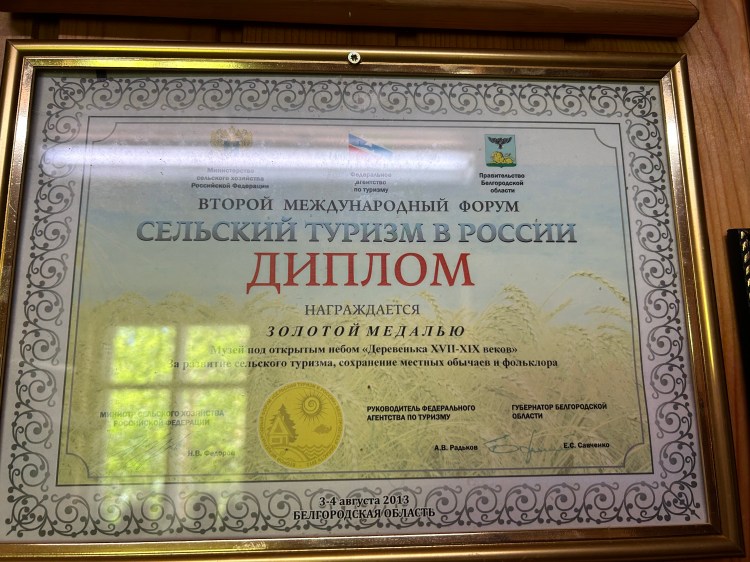 Министерство
сельского хозяйства
Российской Федерации
Федеральное
агентство
по туризму
Правительство
Белгородской
области
ВТОРОЙ МЕЖДУНАРОДНЫЙ ФОРУМ
СЕЛЬСКИЙ ТУРИЗМ В РОССИИ
ДИПЛОМ
НАГРАЖДАЕТСЯ
ЗОЛОТОЙ МЕДАЛЬЮ
Музей под открытым небом «Деревенька XVII-XIX веков»
За развитие сельского туризма, сохранение местных обычаев и фольклора
МИНИСТР СЕЛЬСКОГО ХОЗЯЙСТВА
РОССИЙСКОЙ ФЕДЕРАЦИИ
Н.В. Федоров
РУКОВОДИТЕЛЬ ФЕДЕРАЛЬНОГО
АГЕНТСТВА ПО ТУРИЗМУ
А.В. Радьков
ГУБЕРНАТОР БЕЛГОРОДСКОЙ
ОБЛАСТИ
Е.С. Савченко
3-4 августа 2013
БЕЛГОРОДСКАЯ ОБЛАСТЬ